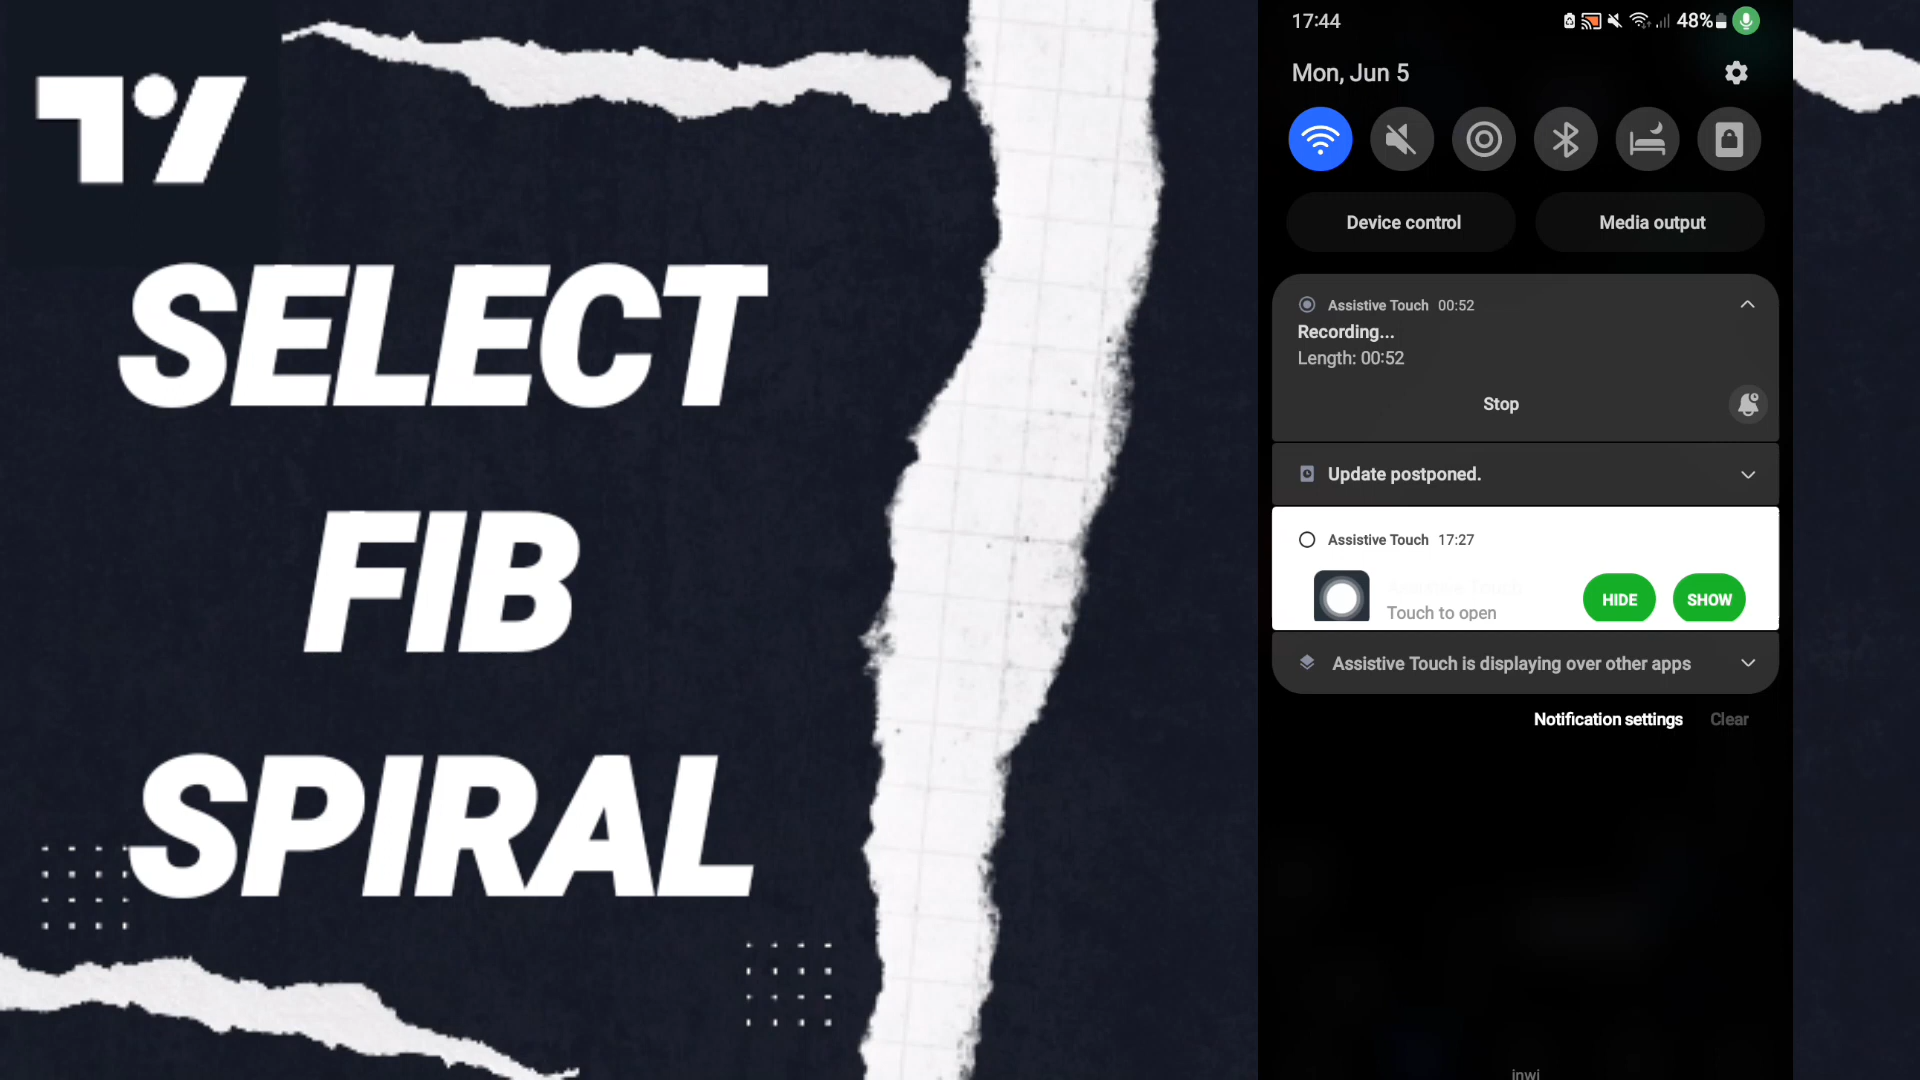 SELECT
FIB
SPIRAL
17:44
48%
Mon, Jun 5
Device control
Media output
Assistive Touch 00:52
Recording...
Length: 00:52
Stop
Update postponed.
Assistive Touch 17:27
Assistive Touch
Touch to open
HIDE
SHOW
Assistive Touch is displaying over other apps
Notification settings
Clear
inwi